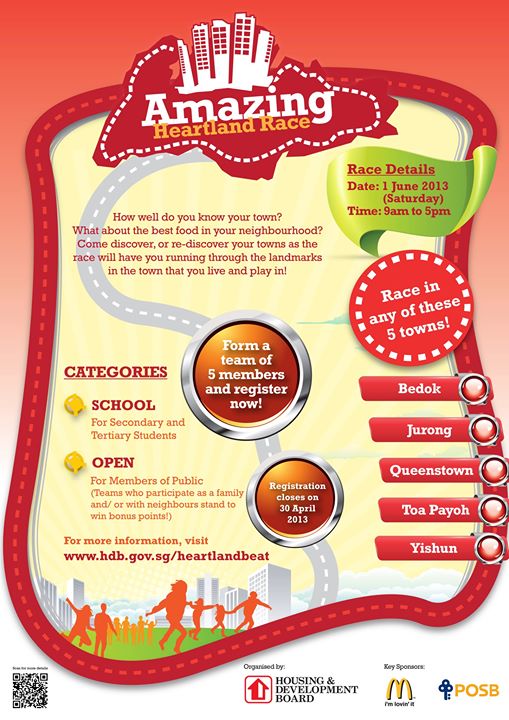 Amazing
Heartland Race
Race Details
Date: 1 June 2013
(Saturday)
Time: 9am to 5pm
How well do you know your town?
What about the best food in your neighbourhood?
Come discover, or re-discover your towns as the
race will have you running through the landmarks
in the town that you live and play in!
Race in
any of these
5 towns!
Form a
team of
5 members
and register
now!
CATEGORIES
SCHOOL
For Secondary and
Tertiary Students
OPEN
For Members of Public
(Teams who participate as a family
and/ or with neighbours stand to
win bonus points!)
Bedok
Jurong
Queenstown
Toa Payoh
Yishun
Registration
closes on
30 April
2013
For more information, visit
www.hdb.gov.sg/heartlandbeat
Scan for more details
Organised by:
HOUSING &
DEVELOPMENT
BOARD
Key Sponsors:
i'm lovin' it
POSB